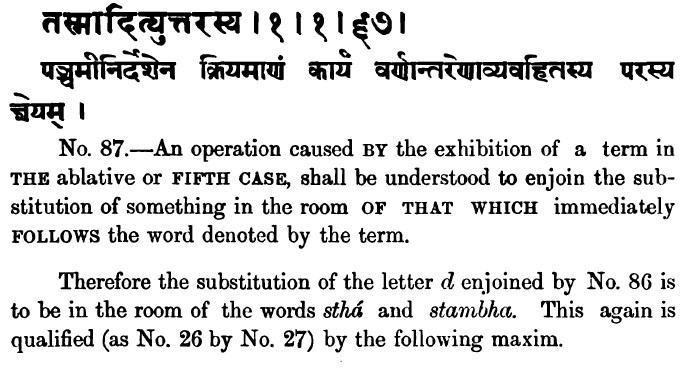 तस्मादित्युत्तरस्य । १ । १ । ६७ ।
पञ्चमीनिर्देशेन क्रियमाणं कार्यं वर्णान्तरेणाव्यवहितस्य परस्य
ज्ञेयम् ।
No. 87.—An operation caused BY the exhibition of a term in
THE ablative or FIFTH CASE, shall be understood to enjoin the sub-
stitution of something in the room OF THAT WHICH immediately
FOLLOWS the word denoted by the term.
Therefore the substitution of the letter d enjoined by No. 86 is
to be in the room of the words sthá and stambha. This again is
qualified (as No. 26 by No. 27) by the following maxim.